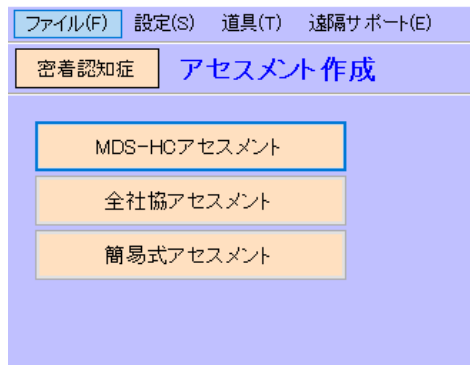 ファイル(F) 設定(S) 道具(T) 遠隔サポート(E)
密着認知症 アセスメント作成
MDS-HCアセスメント
全社協アセスメント
簡易式アセスメント